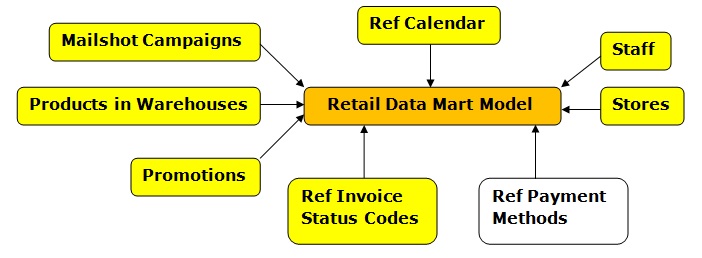 Ref Calendar
Mailshot Campaigns
Staff
Products in Warehouses
Retail Data Mart Model
Stores
Promotions
Ref Invoice
Status Codes
Ref Payment
Methods